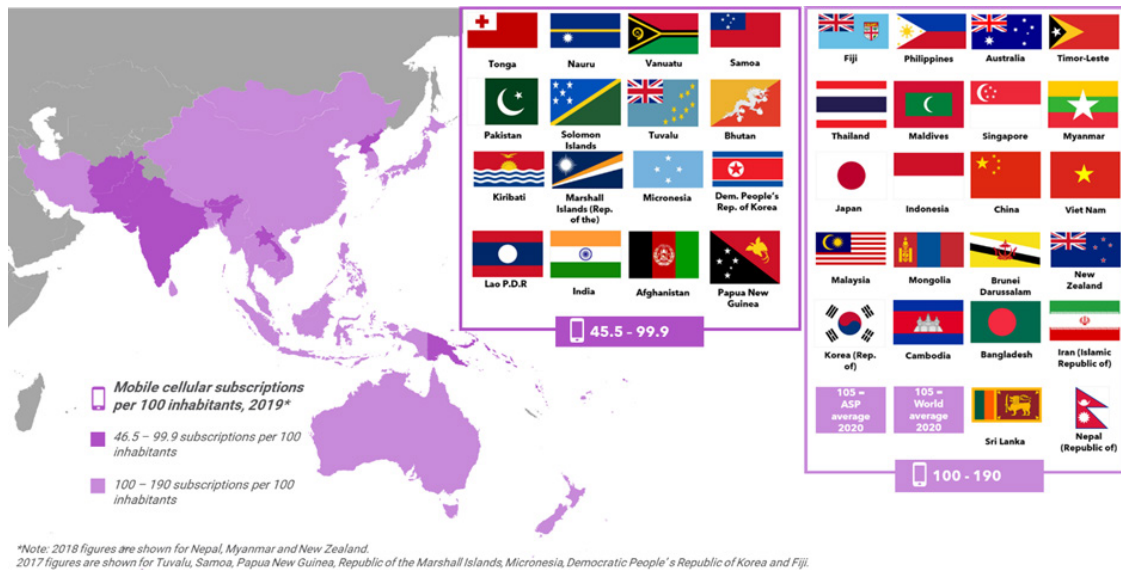 Tonga
Nauru
Vanuatu
Samoa
Pakistan
Solomon
Islands
Tuvalu
Bhutan
Kiribati
Marshall
Islands (Rep.
of the)
Micronesia
Dem. People's
Rep. of Korea
Lao P.D.R
India
Afghanistan
Papua New
Guinea
45.5 - 99.9
Fiji
Philippines
Australia
Timor-Leste
Thailand
Maldives
Singapore
Myanmar
Japan
Indonesia
China
Viet Nam
Malaysia
Mongolia
Brunei
Darussalam
New
Zealand
Korea (Rep.
of)
Cambodia
Bangladesh
Iran (Islamic
Republic of)
105 =
ASP
average
2020
105 =
World
average
2020
Sri Lanka
Nepal
(Republic of)
100 - 190
Mobile cellular subscriptions
per 100 inhabitants, 2019*
46.5 – 99.9 subscriptions per 100
inhabitants
100 – 190 subscriptions per 100
inhabitants
*Note: 2018 figures are shown for Nepal, Myanmar and New Zealand.
2017 figures are shown for Tuvalu, Samoa, Papua New Guinea, Republic of the Marshall Islands, Micronesia, Democratic People's Republic of Korea and Fiji.